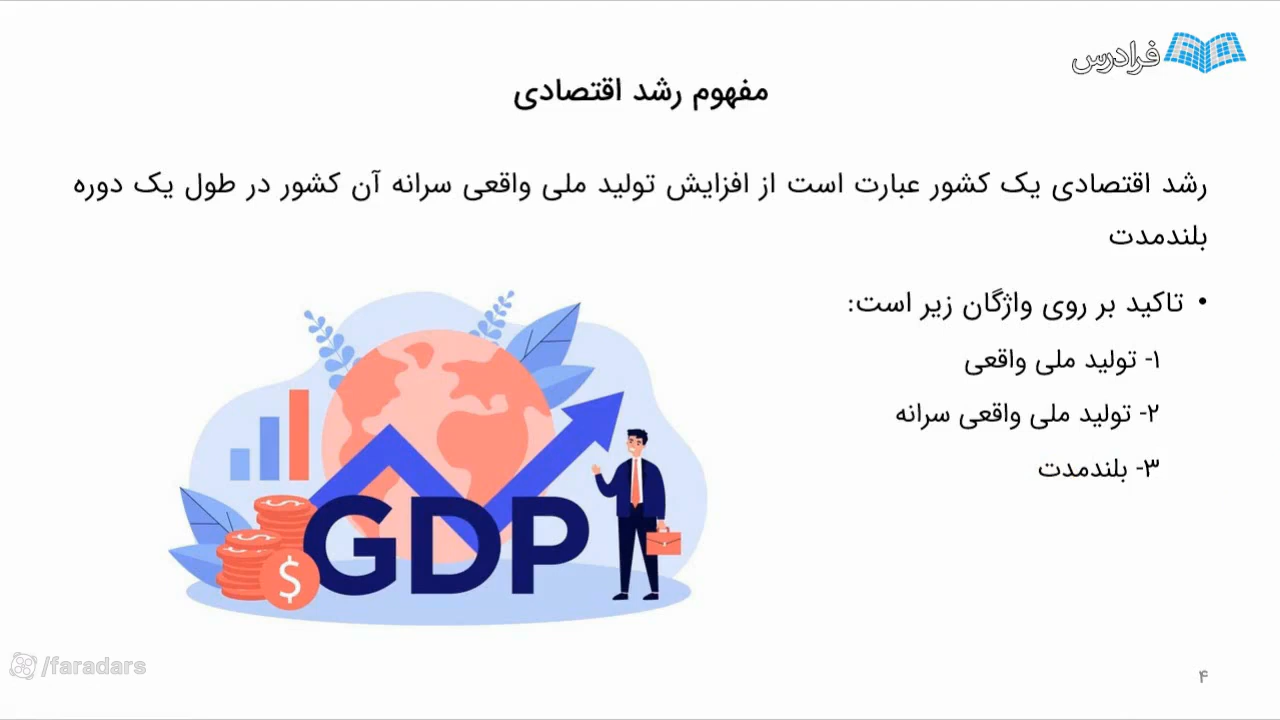 فرادرس
مفهوم رشد اقتصادی
رشد اقتصادی یک کشور عبارت است از افزایش تولید ملی واقعی سرانه آن کشور در طول یک دوره
بلندمدت
• تاکید بر روی واژگان زیر است:
۱- تولید ملی واقعی
۲- تولید ملی واقعی سرانه
۳- بلندمدت
GDP
$
/faradars
۴